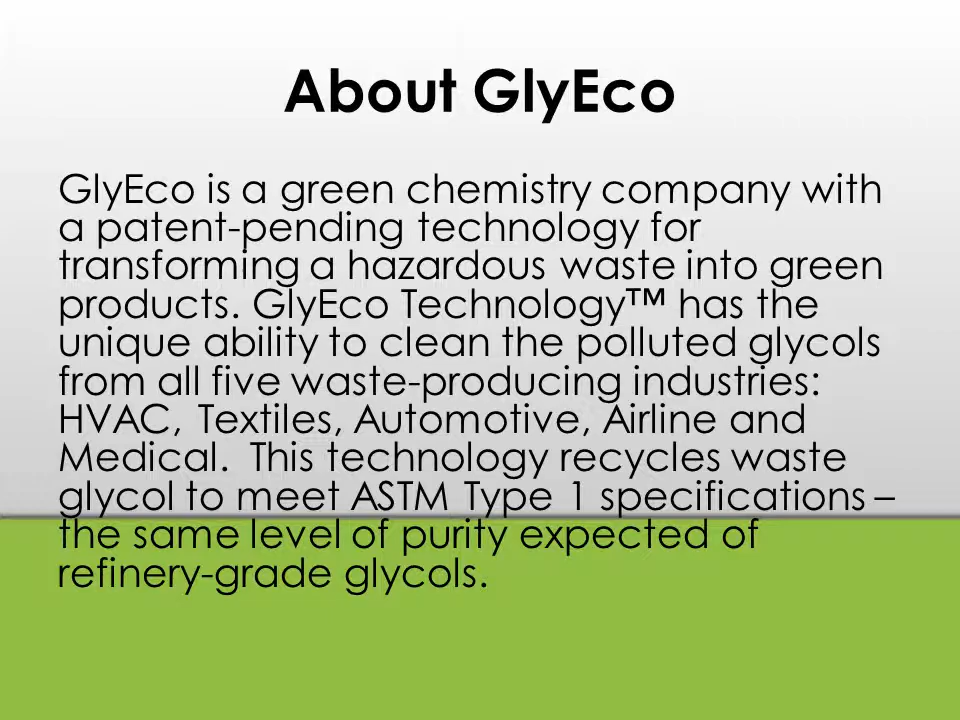 About GlyEco
GlyEco is a green chemistry company with
a patent-pending technology for
transforming a hazardous waste into green
products. GlyEco Technology™ has the
unique ability to clean the polluted glycols
from all five waste-producing industries:
HVAC, Textiles, Automotive, Airline and
Medical.  This technology recycles waste
glycol to meet ASTM Type 1 specifications –
the same level of purity expected of
refinery-grade glycols.